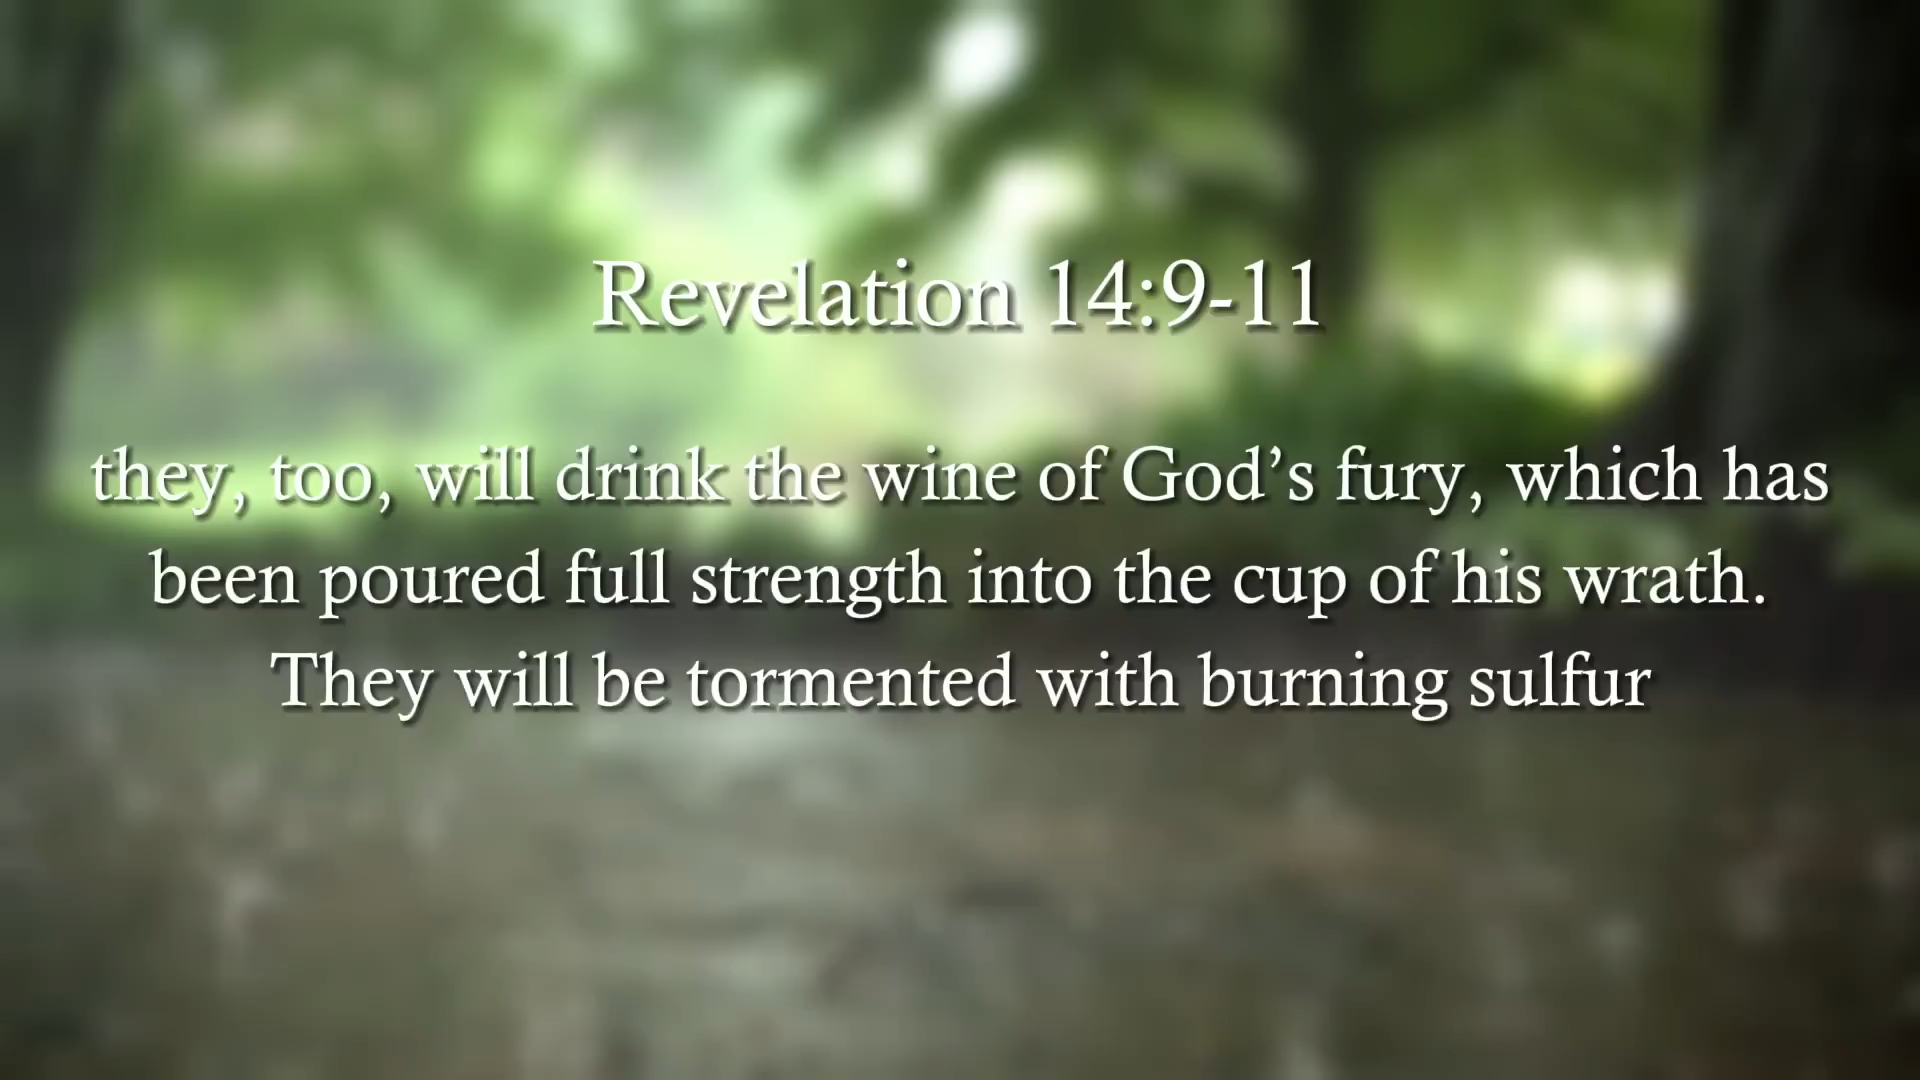 Revelation 14:9-11
they, too, will drink the wine of God’s fury, which has
been poured full strength into the cup of his wrath.
They will be tormented with burning sulfur